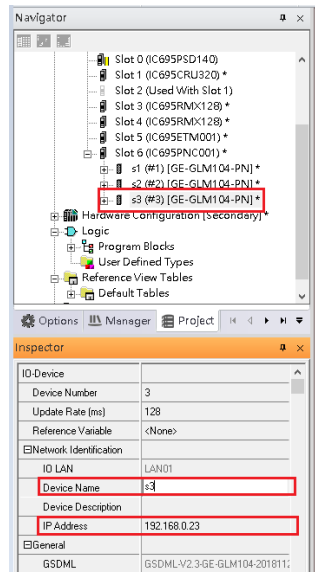 Navigator
Slot 0 (IC695PSD140)
Slot 1 (IC695CRU320) *
Slot 2 (Used With Slot 1)
Slot 3 (IC695RMX128) *
Slot 4 (IC695RMX128) *
Slot 5 (IC695ETM001) *
Slot 6 (IC695PNC001) *
s1 (#1) [GE-GLM104-PN] *
s2 (#2) [GE-GLM104-PN] *
s3 (#3) [GE-GLM104-PN] *
Hardware Configuration [Secondary] *
Logic
Program Blocks
User Defined Types
Reference View Tables
Default Tables
Options Manager Project
Inspector
IO-Device
Device Number 3
Update Rate (ms) 128
Reference Variable <None>
Network Identification
IO LAN LAN01
Device Name s3
Device Description
IP Address 192.168.0.23
General
GSDML GSDML-V2.3-GE-GLM104-201811